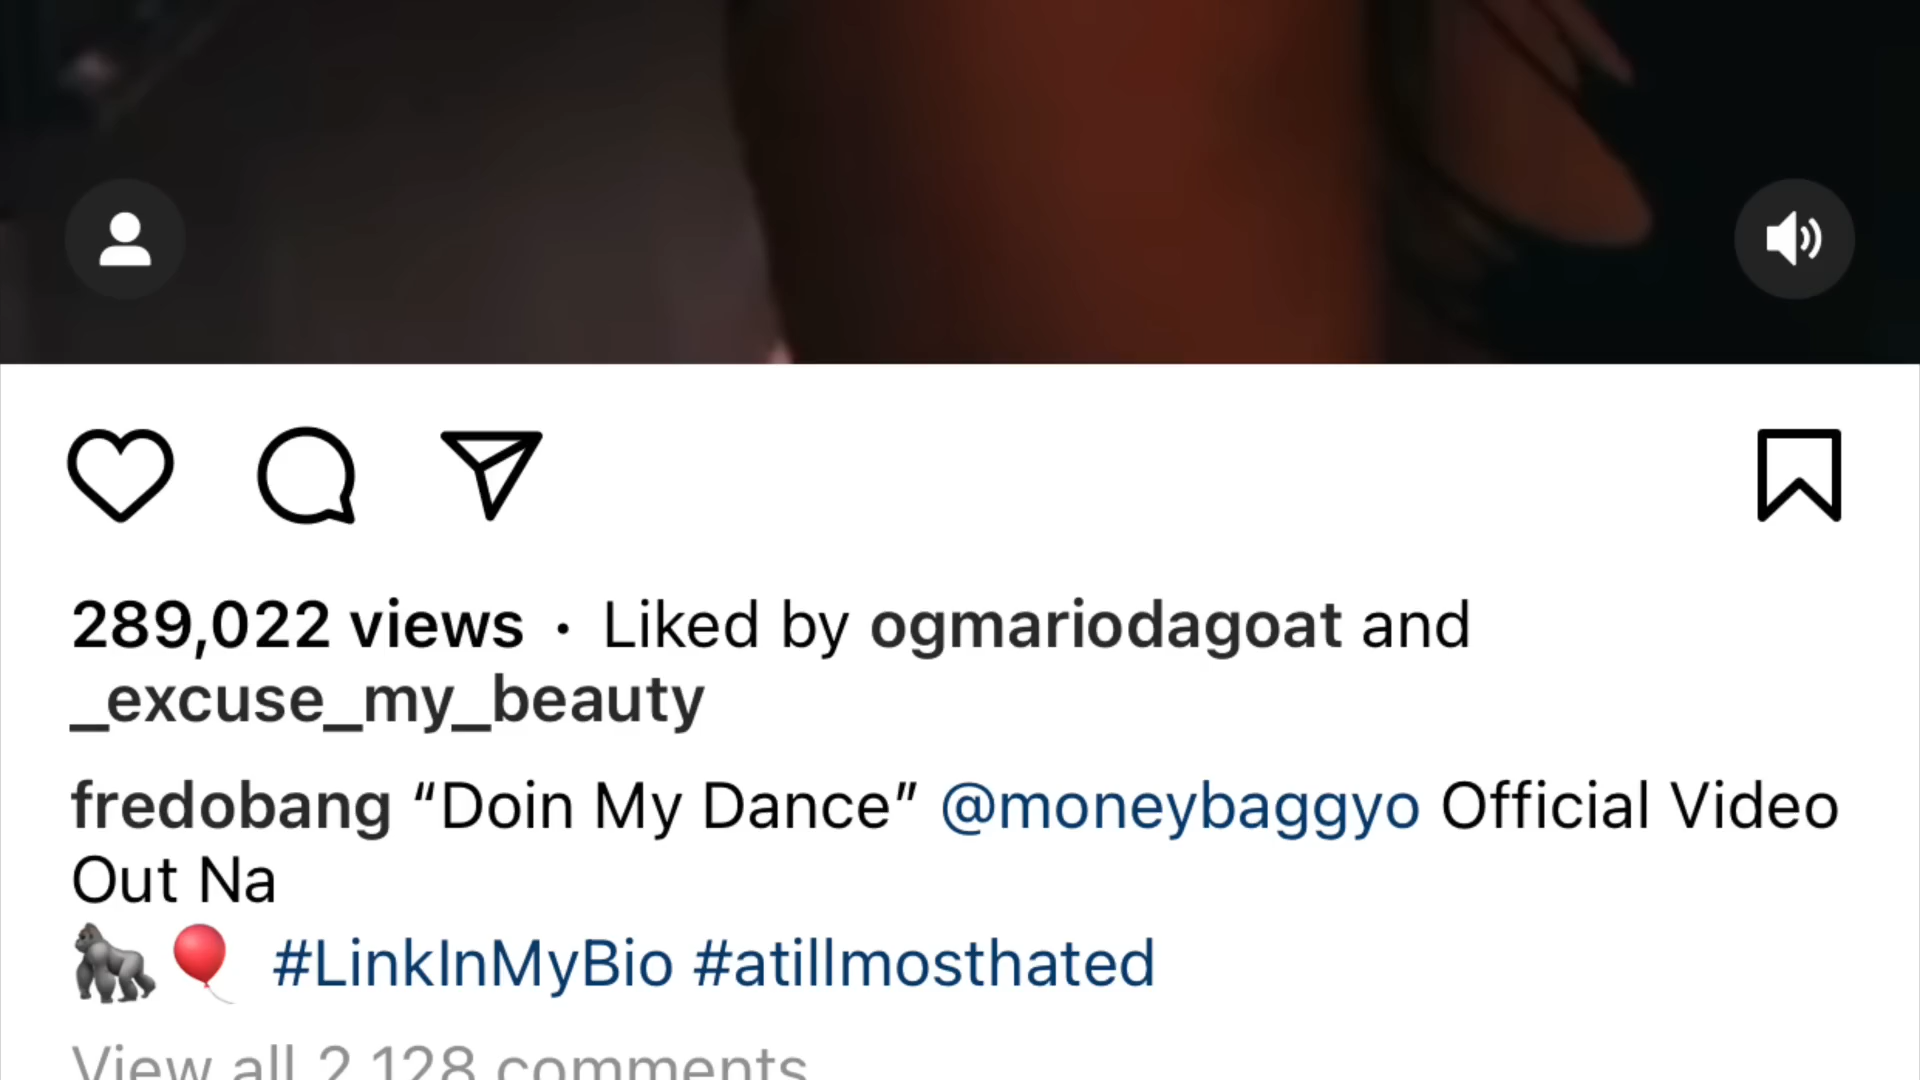 289,022 views · Liked by ogmariodagoat and
_excuse_my_beauty
fredobang “Doin My Dance” @moneybaggyo Official Video
Out Na
🦍🎈 #LinkInMyBio #atillmosthated
View all 2,128 comments